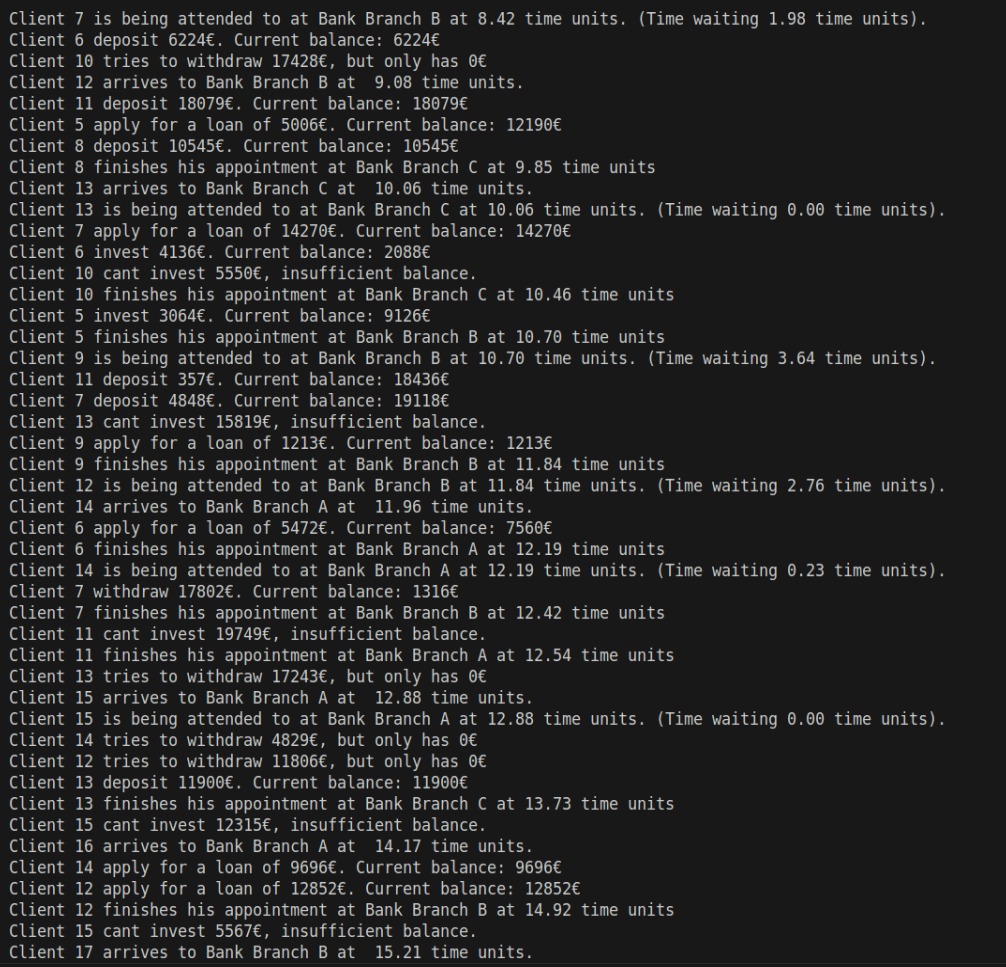 Client 7 is being attended to at Bank Branch B at 8.42 time units. (Time waiting 1.98 time units).
Client 6 deposit 6224€. Current balance: 6224€
Client 10 tries to withdraw 17428€, but only has 0€
Client 12 arrives to Bank Branch B at  9.08 time units.
Client 11 deposit 18079€. Current balance: 18079€
Client 5 apply for a loan of 5006€. Current balance: 12190€
Client 8 deposit 10545€. Current balance: 10545€
Client 8 finishes his appointment at Bank Branch C at 9.85 time units
Client 13 arrives to Bank Branch C at  10.06 time units.
Client 13 is being attended to at Bank Branch C at 10.06 time units. (Time waiting 0.00 time units).
Client 7 apply for a loan of 14270€. Current balance: 14270€
Client 6 invest 4136€. Current balance: 2088€
Client 10 cant invest 5550€, insufficient balance.
Client 10 finishes his appointment at Bank Branch C at 10.46 time units
Client 5 invest 3064€. Current balance: 9126€
Client 5 finishes his appointment at Bank Branch B at 10.70 time units
Client 9 is being attended to at Bank Branch B at 10.70 time units. (Time waiting 3.64 time units).
Client 11 deposit 357€. Current balance: 18436€
Client 7 deposit 4848€. Current balance: 19118€
Client 13 cant invest 15819€, insufficient balance.
Client 9 apply for a loan of 1213€. Current balance: 1213€
Client 9 finishes his appointment at Bank Branch B at 11.84 time units
Client 12 is being attended to at Bank Branch B at 11.84 time units. (Time waiting 2.76 time units).
Client 14 arrives to Bank Branch A at  11.96 time units.
Client 6 apply for a loan of 5472€. Current balance: 7560€
Client 6 finishes his appointment at Bank Branch A at 12.19 time units
Client 14 is being attended to at Bank Branch A at 12.19 time units. (Time waiting 0.23 time units).
Client 7 withdraw 17802€. Current balance: 1316€
Client 7 finishes his appointment at Bank Branch B at 12.42 time units
Client 11 cant invest 19749€, insufficient balance.
Client 11 finishes his appointment at Bank Branch A at 12.54 time units
Client 13 tries to withdraw 17243€, but only has 0€
Client 15 arrives to Bank Branch A at  12.88 time units.
Client 15 is being attended to at Bank Branch A at 12.88 time units. (Time waiting 0.00 time units).
Client 14 tries to withdraw 4829€, but only has 0€
Client 12 tries to withdraw 11806€, but only has 0€
Client 13 deposit 11900€. Current balance: 11900€
Client 13 finishes his appointment at Bank Branch C at 13.73 time units
Client 15 cant invest 12315€, insufficient balance.
Client 16 arrives to Bank Branch A at  14.17 time units.
Client 14 apply for a loan of 9696€. Current balance: 9696€
Client 12 apply for a loan of 12852€. Current balance: 12852€
Client 12 finishes his appointment at Bank Branch B at 14.92 time units
Client 15 cant invest 5567€, insufficient balance.
Client 17 arrives to Bank Branch B at  15.21 time units.